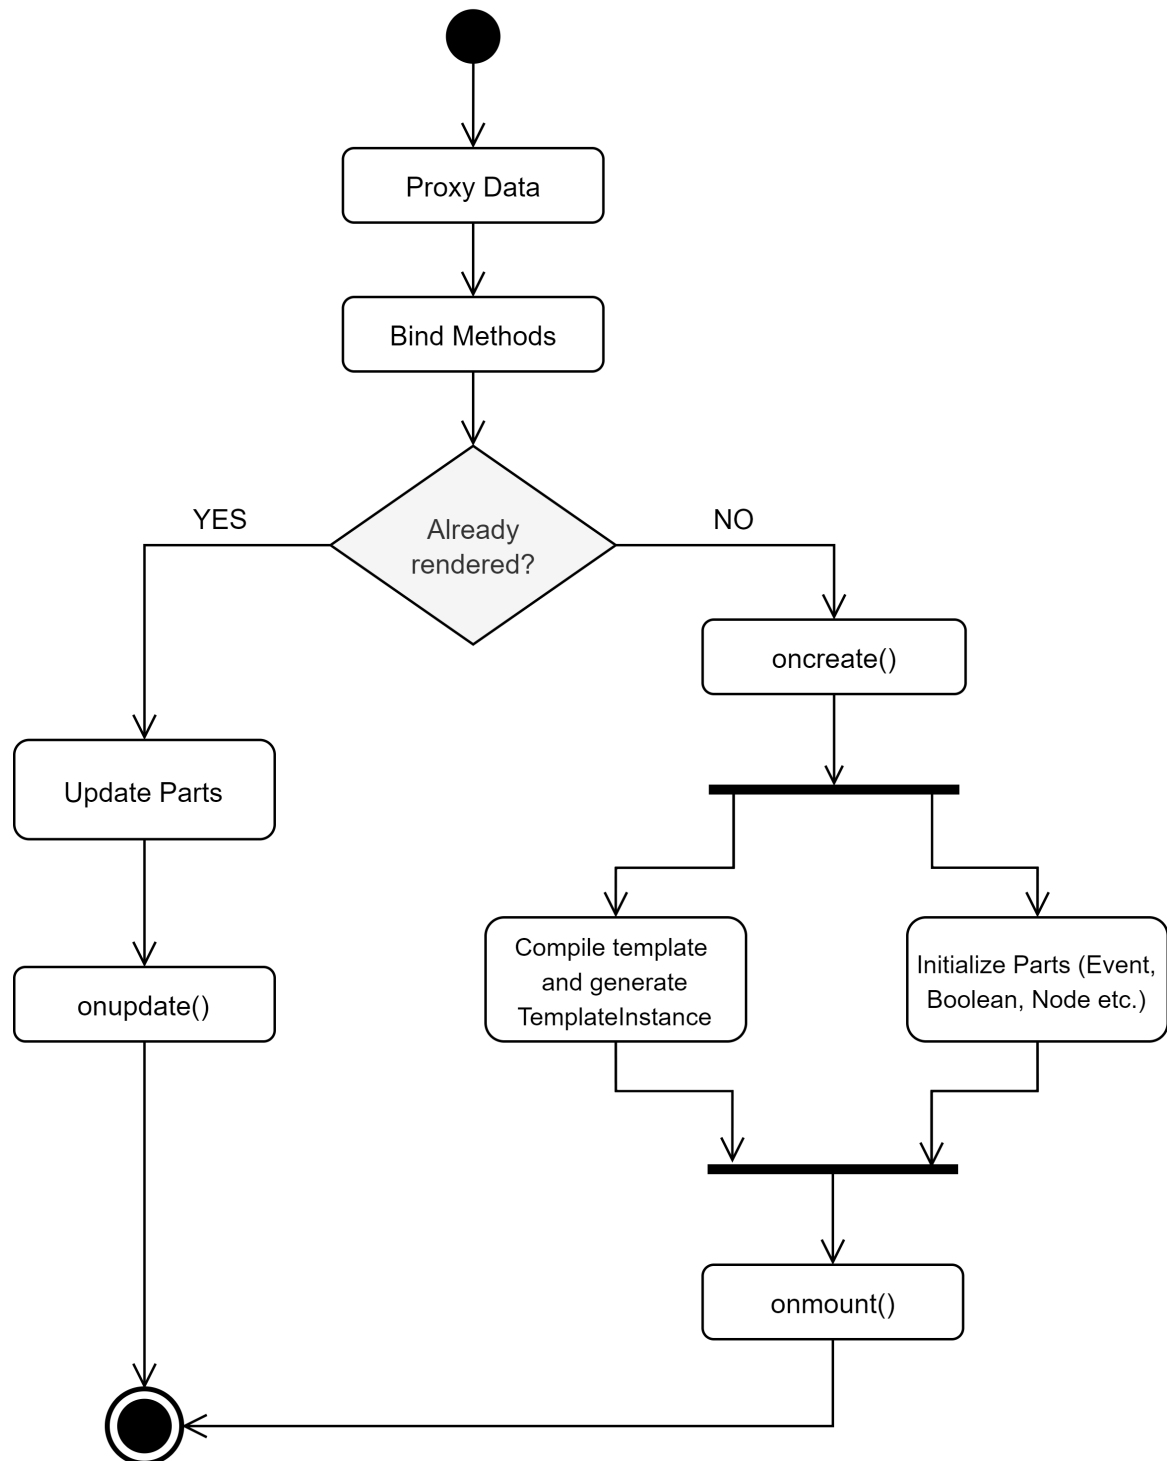 Proxy Data
Bind Methods
Already
rendered?
YES
NO
oncreate()
Update Parts
Compile template
and generate
TemplateInstance
Initialize Parts (Event,
Boolean, Node etc.)
onupdate()
onmount()